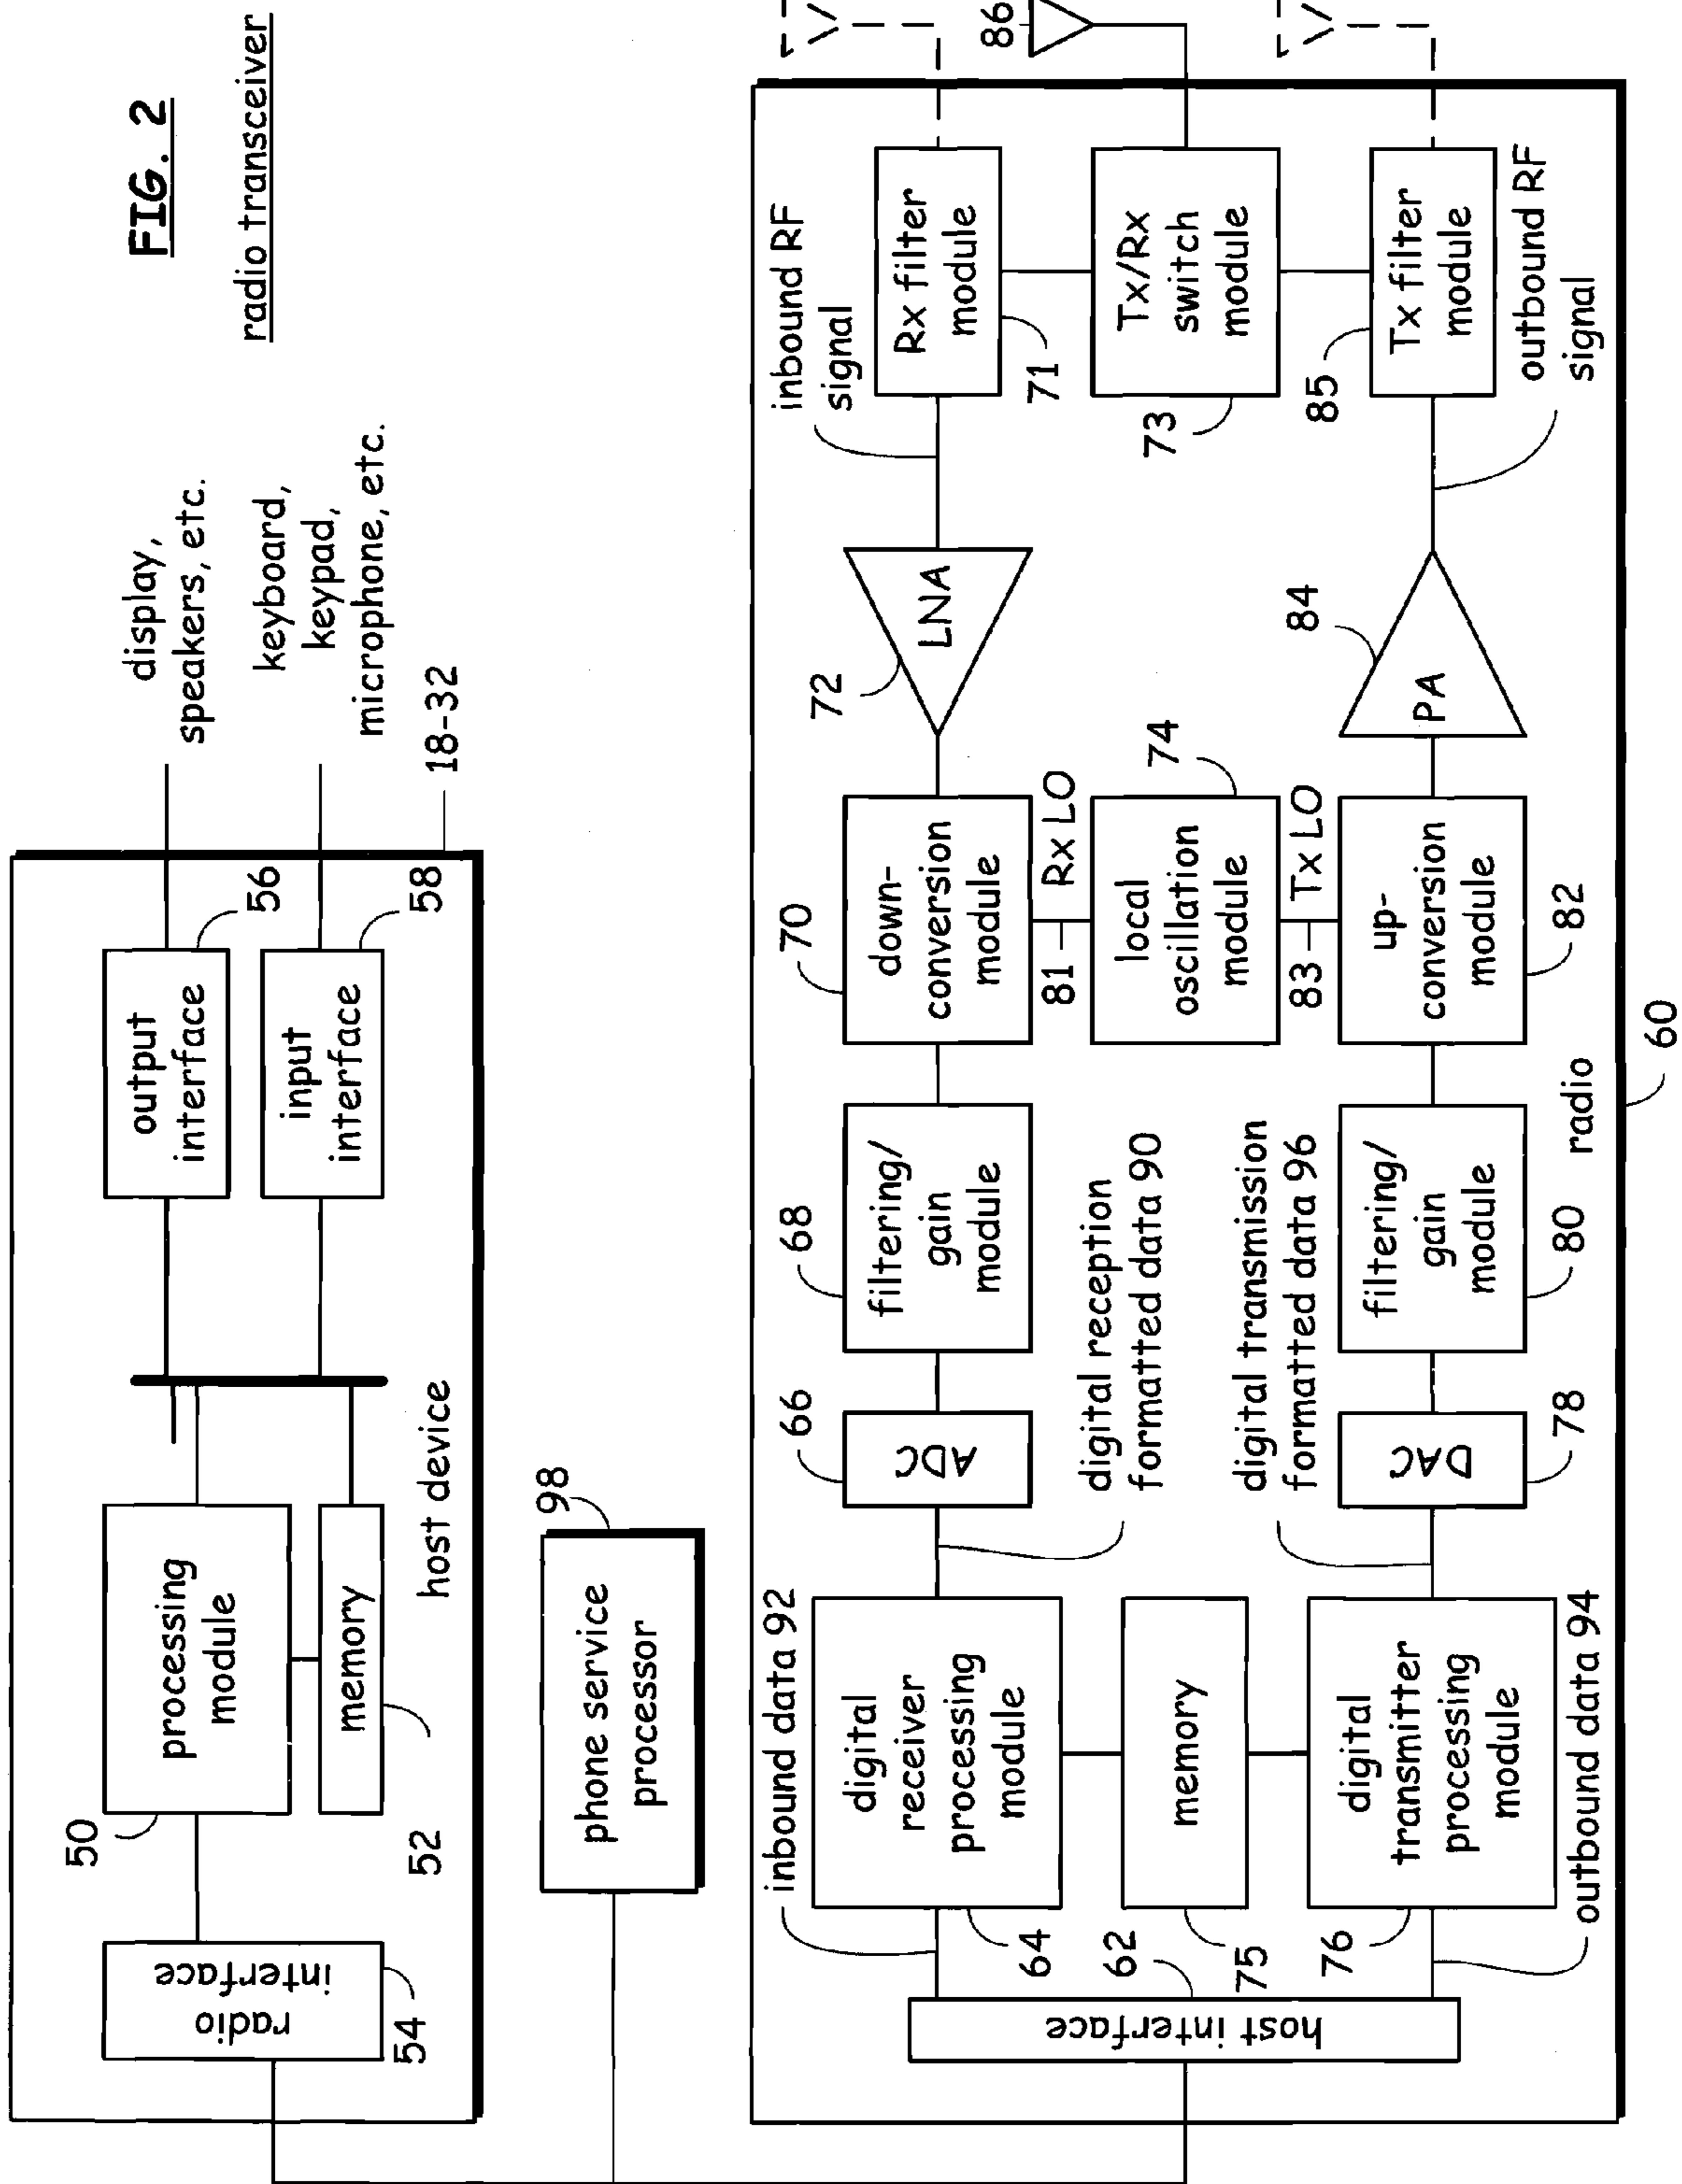 FIG. 2
radio transceiver
display,
speakers, etc.
keyboard,
keypad,
microphone, etc.
18-32
output
interface
56
input
interface
58
processing
module
50
memory
52
radio
interface
54
host device
phone service
processor
98
86
inbound RF
signal
Rx filter
module
71
Tx/Rx
switch
module
73
Tx filter
module
85
outbound RF
signal
LNA
72
PA
84
down-
conversion
module
70
81
Rx LO
local
oscillation
module
74
83
Tx LO
up-
conversion
module
82
filtering/
gain
module
68
filtering/
gain
module
80
ADC
66
DAC
78
digital reception
formatted data 90
digital transmission
formatted data 96
inbound data 92
digital
receiver
processing
module
64
memory
75
digital
transmitter
processing
module
76
outbound data 94
host interface
62
radio
60